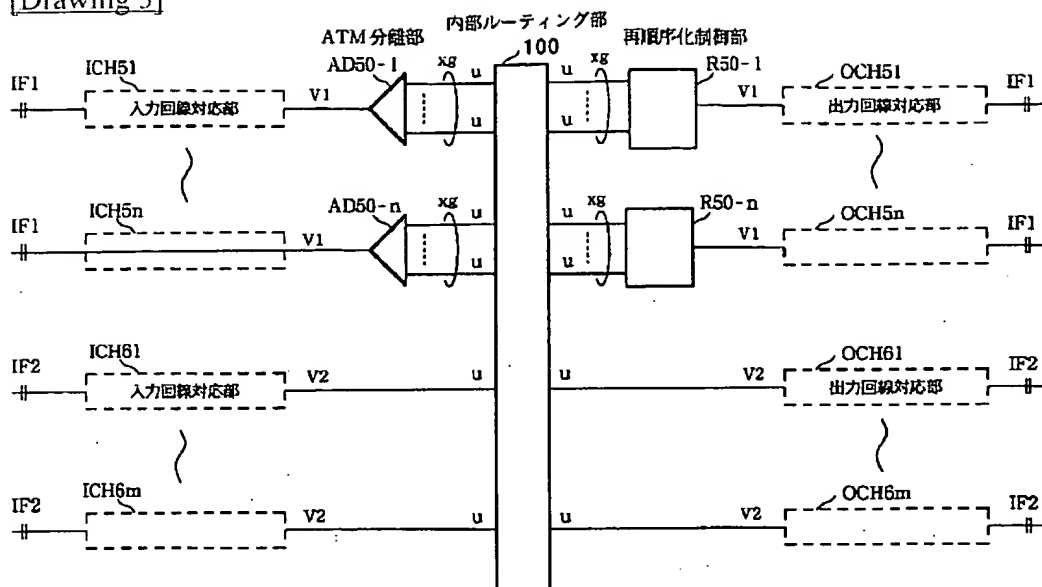 [Drawing 5]
内部ルーティング部
100
ATM分離部
再順序化制御部
IF1
ICH51
入力回線対応部
V1
AD50-1
xg
u
u
u
u
xg
R50-1
V1
OCH51
出力回線対応部
IF1
IF1
ICH5n
V1
AD50-n
xg
u
u
u
u
xg
R50-n
V1
OCH5n
IF1
IF2
ICH61
入力回線対応部
V2
u
u
V2
OCH61
出力回線対応部
IF2
IF2
ICH6m
V2
u
u
V2
OCH6m
IF2